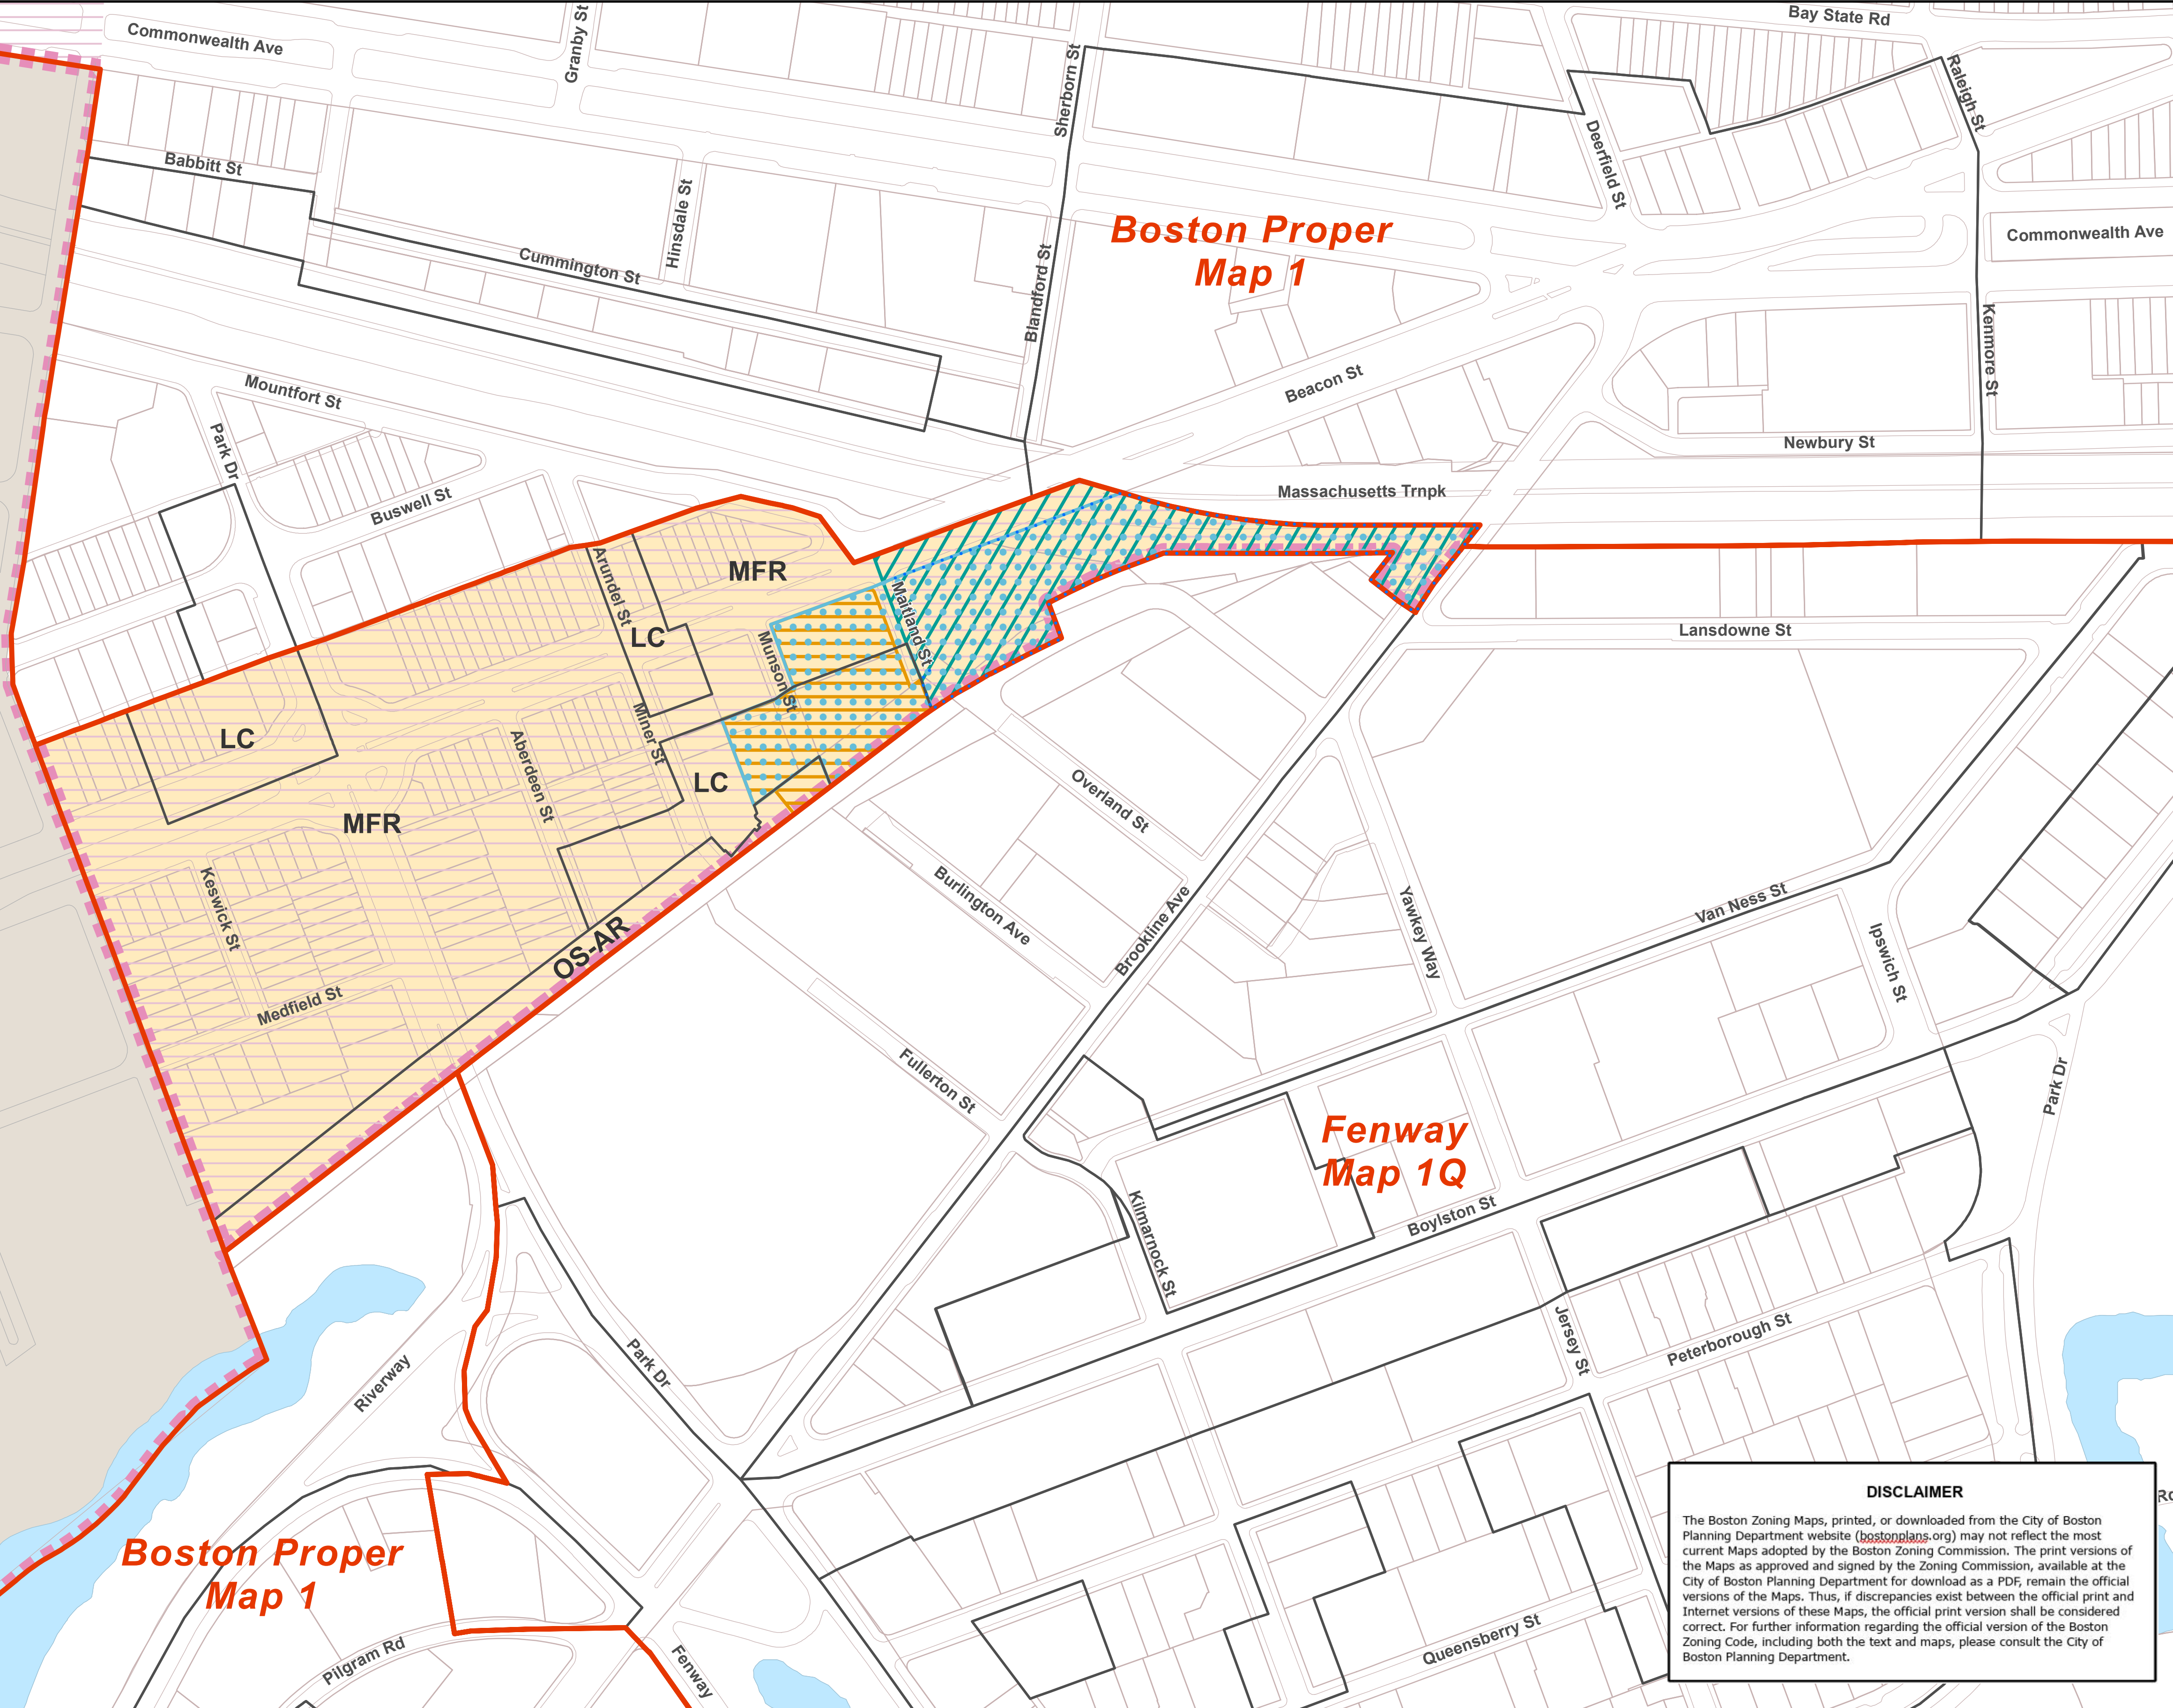 Bay State Rd
Commonwealth Ave
Granby St
Sherborn St
Raleigh St
Deerfield St
Babbitt St
Hinsdale St
Boston Proper
Map 1
Commonwealth Ave
Cummington St
Blandford St
Kenmore St
Mountfort St
Beacon St
Park Dr
Newbury St
Buswell St
Massachusetts Trnpk
Arundel St
MFR
Maitland St
LC
Munson St
Lansdowne St
LC
Miner St
Aberdeen St
LC
MFR
Overland St
Keswick St
Burlington Ave
Brookline Ave
Yawkey Way
Van Ness St
Ipswich St
OS-AR
Medfield St
Fullerton St
Park Dr
Fenway
Map 1Q
Kilmarnock St
Boylston St
Jersey St
Peterborough St
Riverway
Park Dr
Boston Proper
Map 1
Pilgram Rd
Fenway
Queensberry St
Rd
DISCLAIMER
The Boston Zoning Maps, printed, or downloaded from the City of Boston
Planning Department website (bostonplans.org) may not reflect the most
current Maps adopted by the Boston Zoning Commission. The print versions of
the Maps as approved and signed by the Zoning Commission, available at the
City of Boston Planning Department for download as a PDF, remain the official
versions of the Maps. Thus, if discrepancies exist between the official print and
Internet versions of these Maps, the official print version shall be considered
correct. For further information regarding the official version of the Boston
Zoning Code, including both the text and maps, please consult the City of
Boston Planning Department.